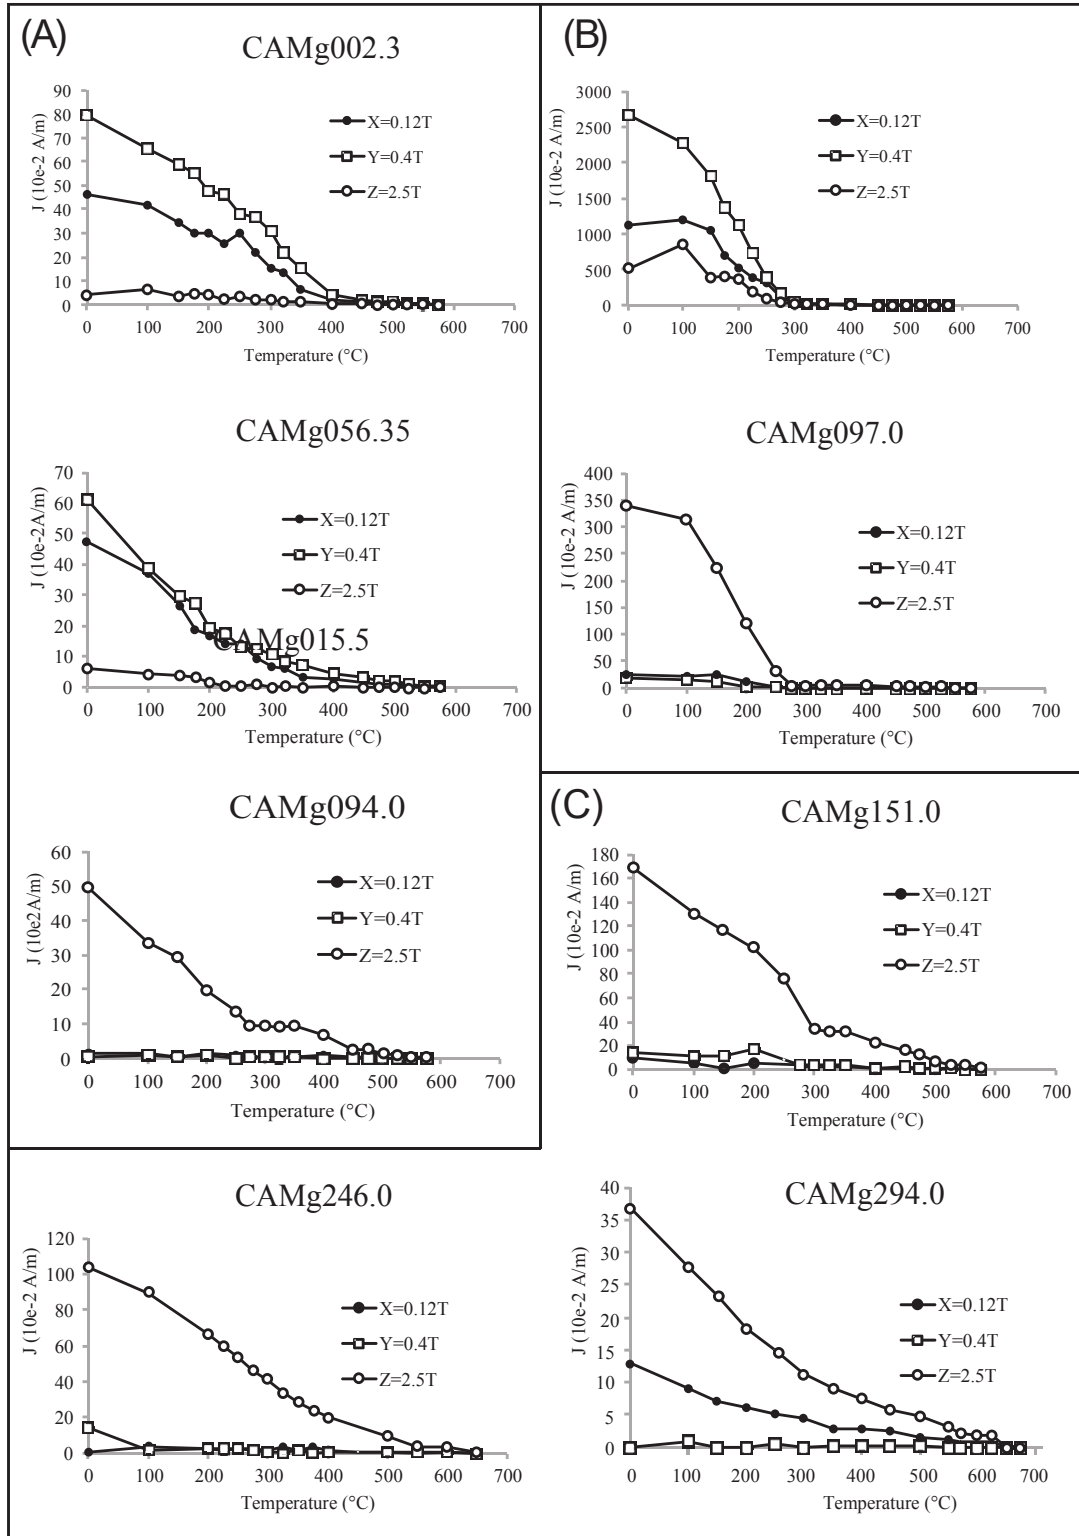 (A)
CAMg002.3
90
80
70
60
50
40
30
20
10
0
J (10e-2 A/m)
X=0.12T
Y=0.4T
Z=2.5T
0 100 200 300 400 500 600 700
Temperature (°C)
CAMg056.35
70
60
50
40
30
20
10
0
J (10e-2A/m)
X=0.12T
Y=0.4T
Z=2.5T
CAMg015.5
0 100 200 300 400 500 600 700
Temperature (°C)
CAMg094.0
60
50
40
30
20
10
0
J (10e2A/m)
X=0.12T
Y=0.4T
Z=2.5T
0 100 200 300 400 500 600 700
Temperature (°C)
(B)
3000
2500
2000
1500
1000
500
0
J (10e-2 A/m)
X=0.12T
Y=0.4T
Z=2.5T
0 100 200 300 400 500 600 700
Temperature (°C)
CAMg097.0
400
350
300
250
200
150
100
50
0
J (10e-2 A/m)
X=0.12T
Y=0.4T
Z=2.5T
0 100 200 300 400 500 600 700
Temperature (°C)
(C)
CAMg151.0
180
160
140
120
100
80
60
40
20
0
J (10e-2 A/m)
X=0.12T
Y=0.4T
Z=2.5T
0 100 200 300 400 500 600 700
Temperature (°C)
CAMg246.0
120
100
80
60
40
20
0
J (10e-2 A/m)
X=0.12T
Y=0.4T
Z=2.5T
0 100 200 300 400 500 600 700
Temperature (°C)
CAMg294.0
40
35
30
25
20
15
10
5
0
J (10e-2 A/m)
X=0.12T
Y=0.4T
Z=2.5T
0 100 200 300 400 500 600 700
Temperature (°C)